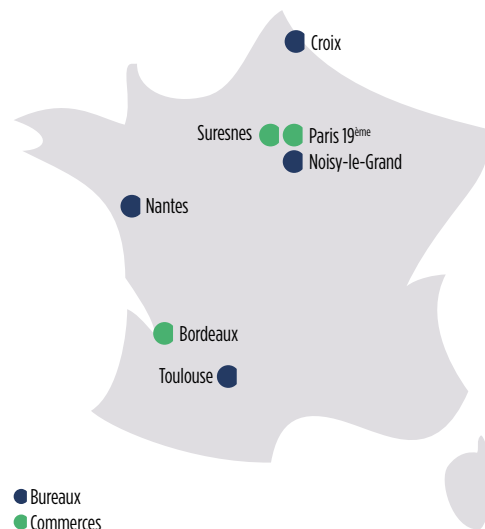 Croix
Suresnes
Paris 19ème
Noisy-le-Grand
Nantes
Bordeaux
Toulouse
Bureaux
Commerces